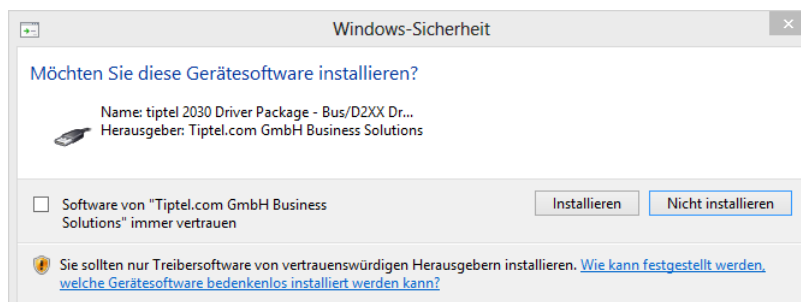 Windows-Sicherheit
Möchten Sie diese Gerätesoftware installieren?
Name: tiptel 2030 Driver Package - Bus/D2XX Dr...
Herausgeber: Tiptel.com GmbH Business Solutions
Software von "Tiptel.com GmbH Business
Solutions" immer vertrauen
Installieren
Nicht installieren
Sie sollten nur Treibersoftware von vertrauenswürdigen Herausgebern installieren. Wie kann festgestellt werden,
welche Gerätesoftware bedenkenlos installiert werden kann?